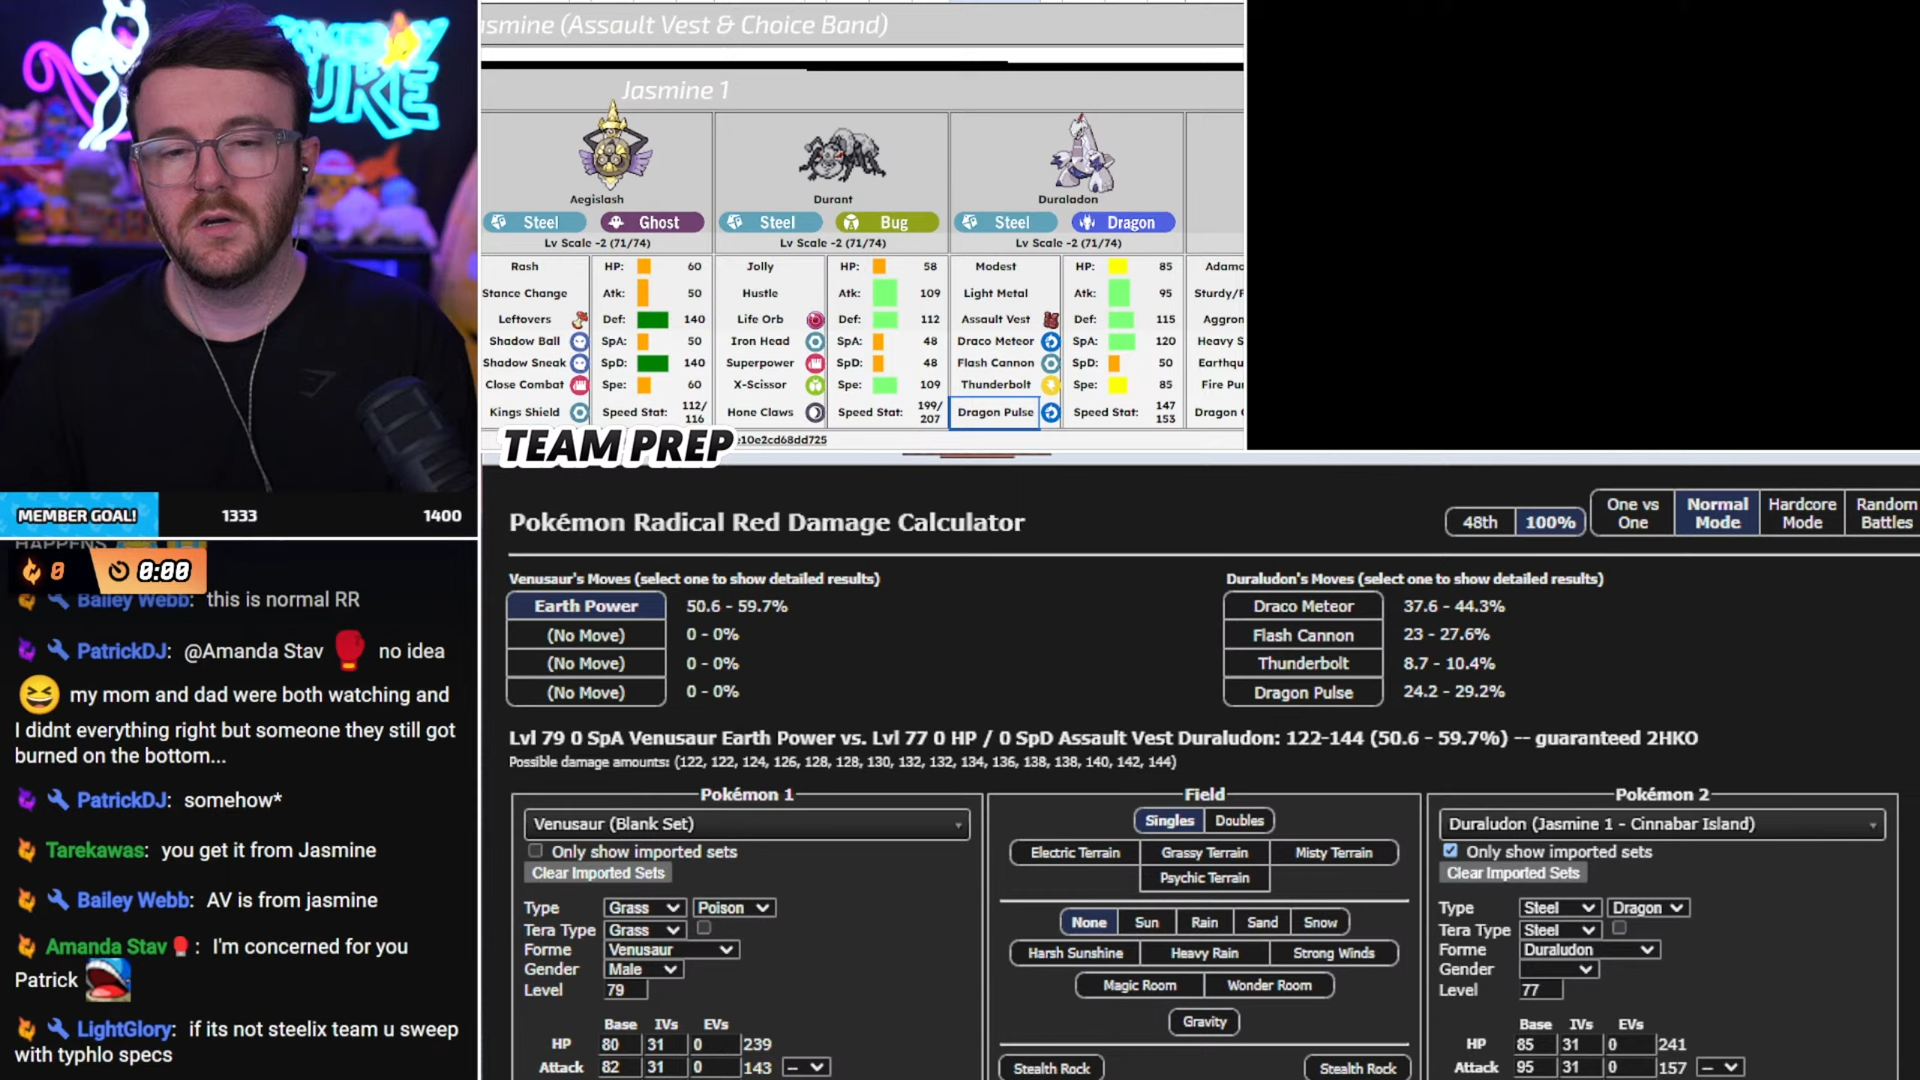 UKE
smine (Assault Vest & Choice Band)
Jasmine 1
Aegislash
Durant
Duraladon
Steel Ghost Steel Bug Steel Dragon
Lv Scale -2 (71/74) Lv Scale -2 (71/74) Lv Scale -2 (71/74)
Rash HP: 60 Jolly HP: 58 Modest HP: 85 Adamo
Stance Change Atk: 50 Hustle Atk: 109 Light Metal Atk: 95 Sturdy/F
Leftovers Def: 140 Life Orb Def: 112 Assault Vest Def: 115 Aggron
Shadow Ball SpA: 50 Iron Head SpA: 48 Draco Meteor SpA: 120 Heavy S
Shadow Sneak SpD: 140 Superpower SpD: 48 Flash Cannon SpD: 50 Earthqu
Close Combat Spe: 60 X-Scissor Spe: 109 Thunderbolt Spe: 85 Fire Pur
Kings Shield Speed Stat: 112/ 116 Hone Claws Speed Stat: 199/ 207 Dragon Pulse Speed Stat: 147 153 Dragon C
TEAM PREP
:10e2cd68dd725
MEMBER GOAL! 1333 1400
HAPPENS
0 0:00
Bailey Webb: this is normal RR
PatrickDJ: @Amanda Stav no idea
my mom and dad were both watching and
I didnt everything right but someone they still got
burned on the bottom...
PatrickDJ: somehow*
Tarekawas: you get it from Jasmine
Bailey Webb: AV is from jasmine
Amanda Stav : I'm concerned for you
Patrick
LightGlory: if its not steelix team u sweep
with typhlo specs
Pokémon Radical Red Damage Calculator
48th 100% One vs One Normal Mode Hardcore Mode Random Battles
Venusaur's Moves (select one to show detailed results)
Earth Power 50.6 - 59.7%
(No Move) 0 - 0%
(No Move) 0 - 0%
(No Move) 0 - 0%
Duraludon's Moves (select one to show detailed results)
Draco Meteor 37.6 - 44.3%
Flash Cannon 23 - 27.6%
Thunderbolt 8.7 - 10.4%
Dragon Pulse 24.2 - 29.2%
Lvl 79 0 SpA Venusaur Earth Power vs. Lvl 77 0 HP / 0 SpD Assault Vest Duraludon: 122-144 (50.6 - 59.7%) -- guaranteed 2HKO
Possible damage amounts: (122, 122, 124, 126, 128, 128, 130, 132, 132, 134, 136, 138, 138, 140, 142, 144)
Pokémon 1
Venusaur (Blank Set)
Only show imported sets
Clear Imported Sets
Type Grass Poison
Tera Type Grass
Forme Venusaur
Gender Male
Level 79
Base IVs EVs
HP 80 31 0 239
Attack 82 31 0 143 --
Field
Singles Doubles
Electric Terrain Grassy Terrain Misty Terrain
Psychic Terrain
None Sun Rain Sand Snow
Harsh Sunshine Heavy Rain Strong Winds
Magic Room Wonder Room
Gravity
Stealth Rock Stealth Rock
Pokémon 2
Duraludon (Jasmine 1 - Cinnabar Island)
Only show imported sets
Clear Imported Sets
Type Steel Dragon
Tera Type Steel
Forme Duraludon
Gender
Level 77
Base IVs EVs
HP 85 31 0 241
Attack 95 31 0 157 --